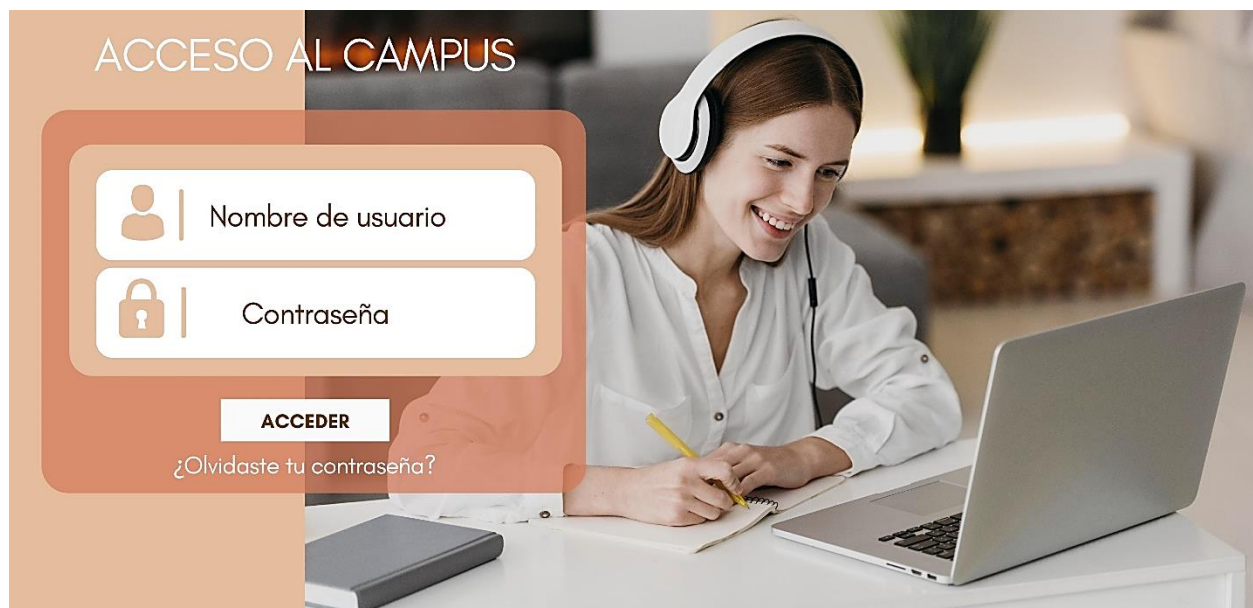 ACCESO AL CAMPUS
Nombre de usuario
Contraseña
ACCEDER
¿Olvidaste tu contraseña?